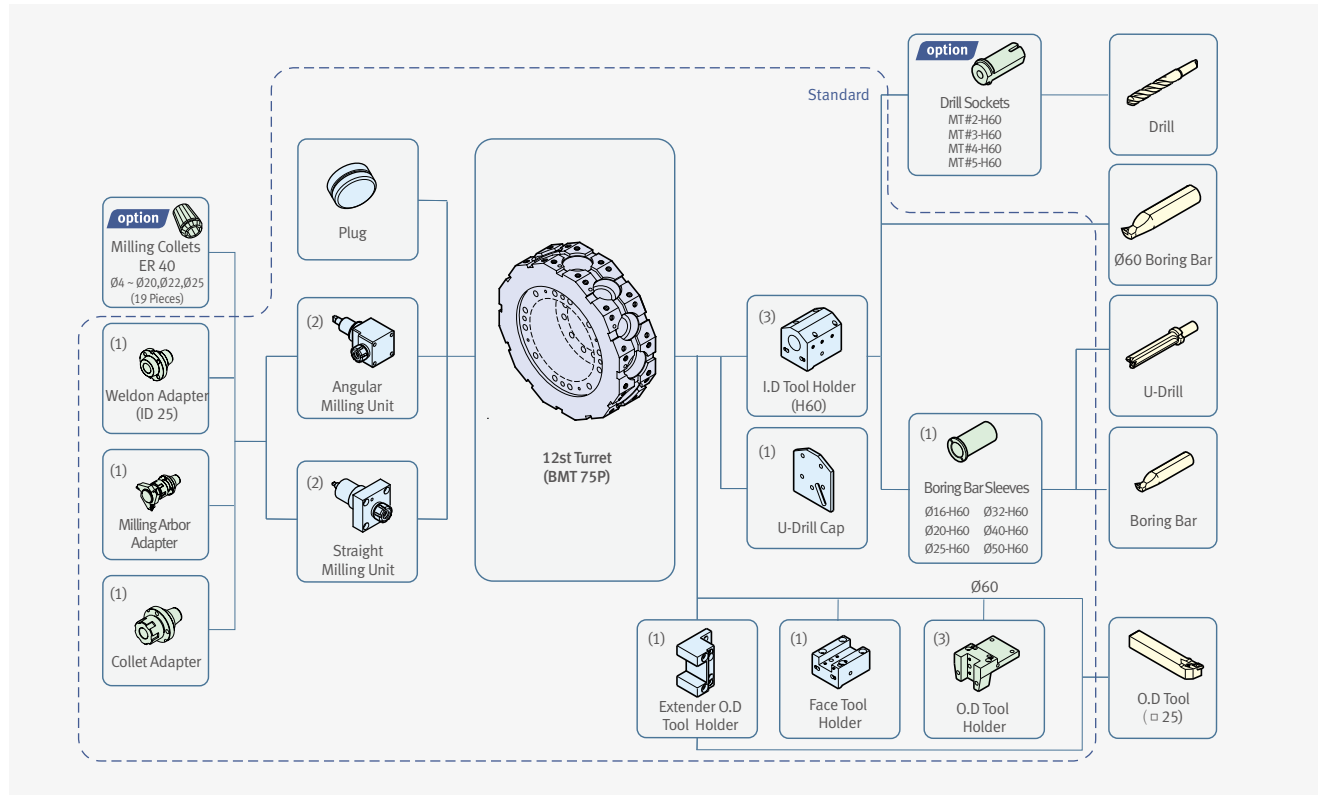 option
Drill Sockets
MT#2-H60
MT#3-H60
MT#4-H60
MT#5-H60
Drill
Standard
Plug
option
Milling Collets
ER 40
Ø4 ~ Ø20,Ø22,Ø25
(19 Pieces)
Ø60 Boring Bar
(1)
Weldon Adapter
(ID 25)
(2)
Angular
Milling Unit
12st Turret
(BMT 75P)
(3)
I.D Tool Holder
(H60)
U-Drill
(1)
Milling Arbor
Adapter
(2)
Straight
Milling Unit
(1)
U-Drill Cap
(1)
Boring Bar Sleeves
Ø16-H60 Ø32-H60
Ø20-H60 Ø40-H60
Ø25-H60 Ø50-H60
Boring Bar
(1)
Collet Adapter
Ø60
(1)
Extender O.D
Tool Holder
(1)
Face Tool
Holder
(3)
O.D Tool
Holder
O.D Tool
(□ 25)